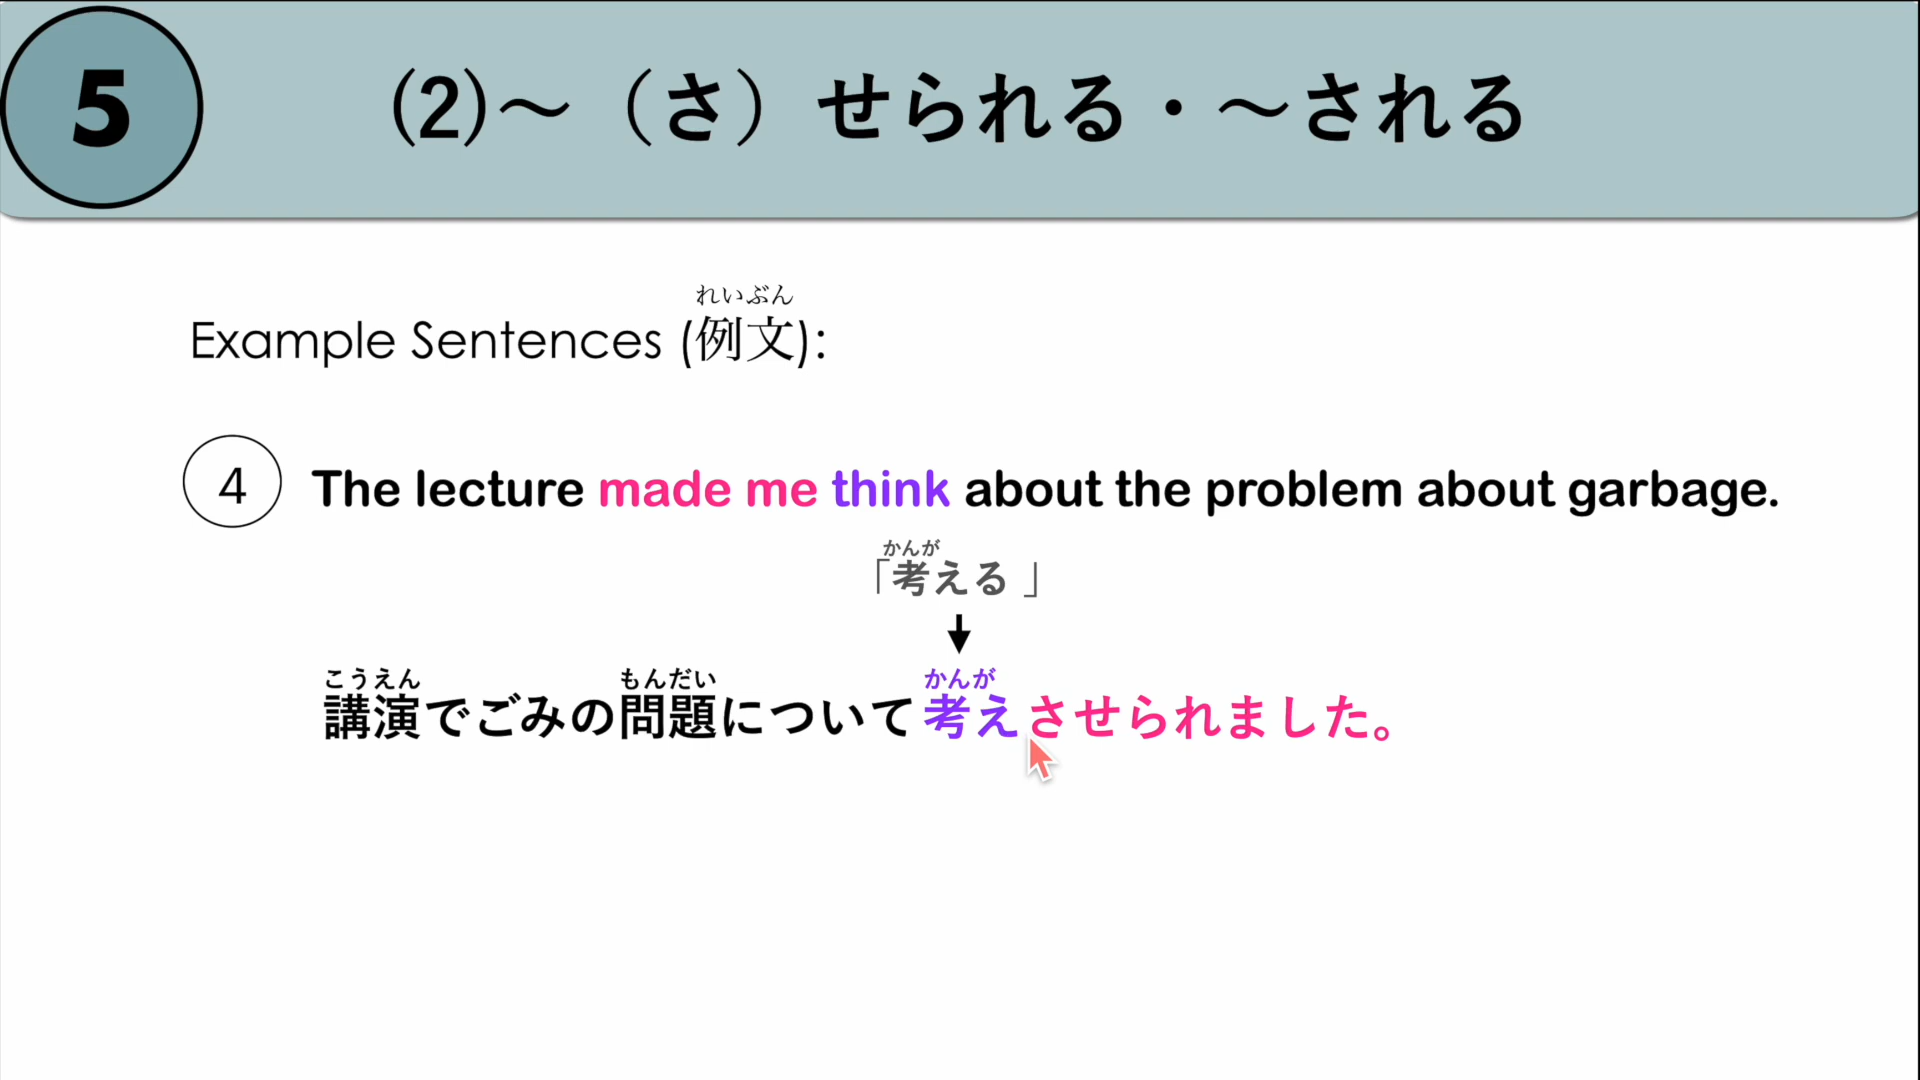 5
(2)～（さ）せられる・～される
れいぶん
Example Sentences (例文):
4
The lecture made me think about the problem about garbage.
かんが
「考える 」
こうえん もんだい かんが
講演でごみの問題について考えさせられました。